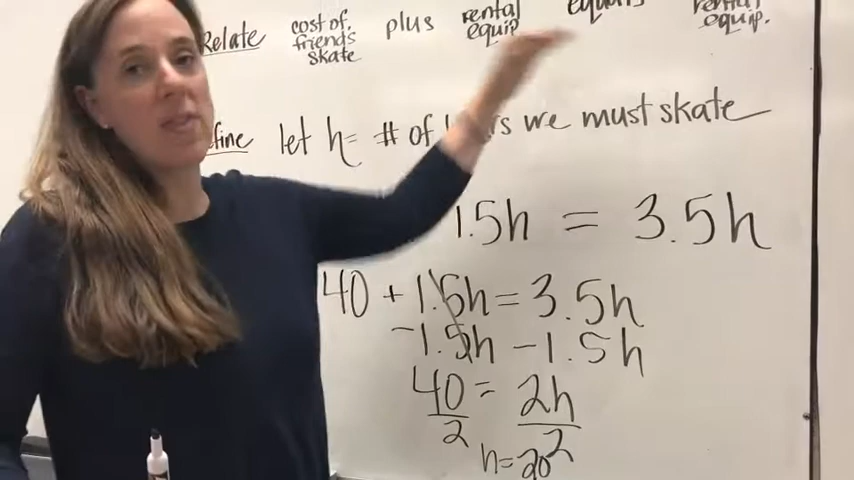 Relate cost of friend's skate plus rental equip. equals rental equip.
let h = # of we must skate
1.5h = 3.5h
40 + 1.5h = 3.5h
-1.5h -1.5h
40 = 2h
2 2
h = 20